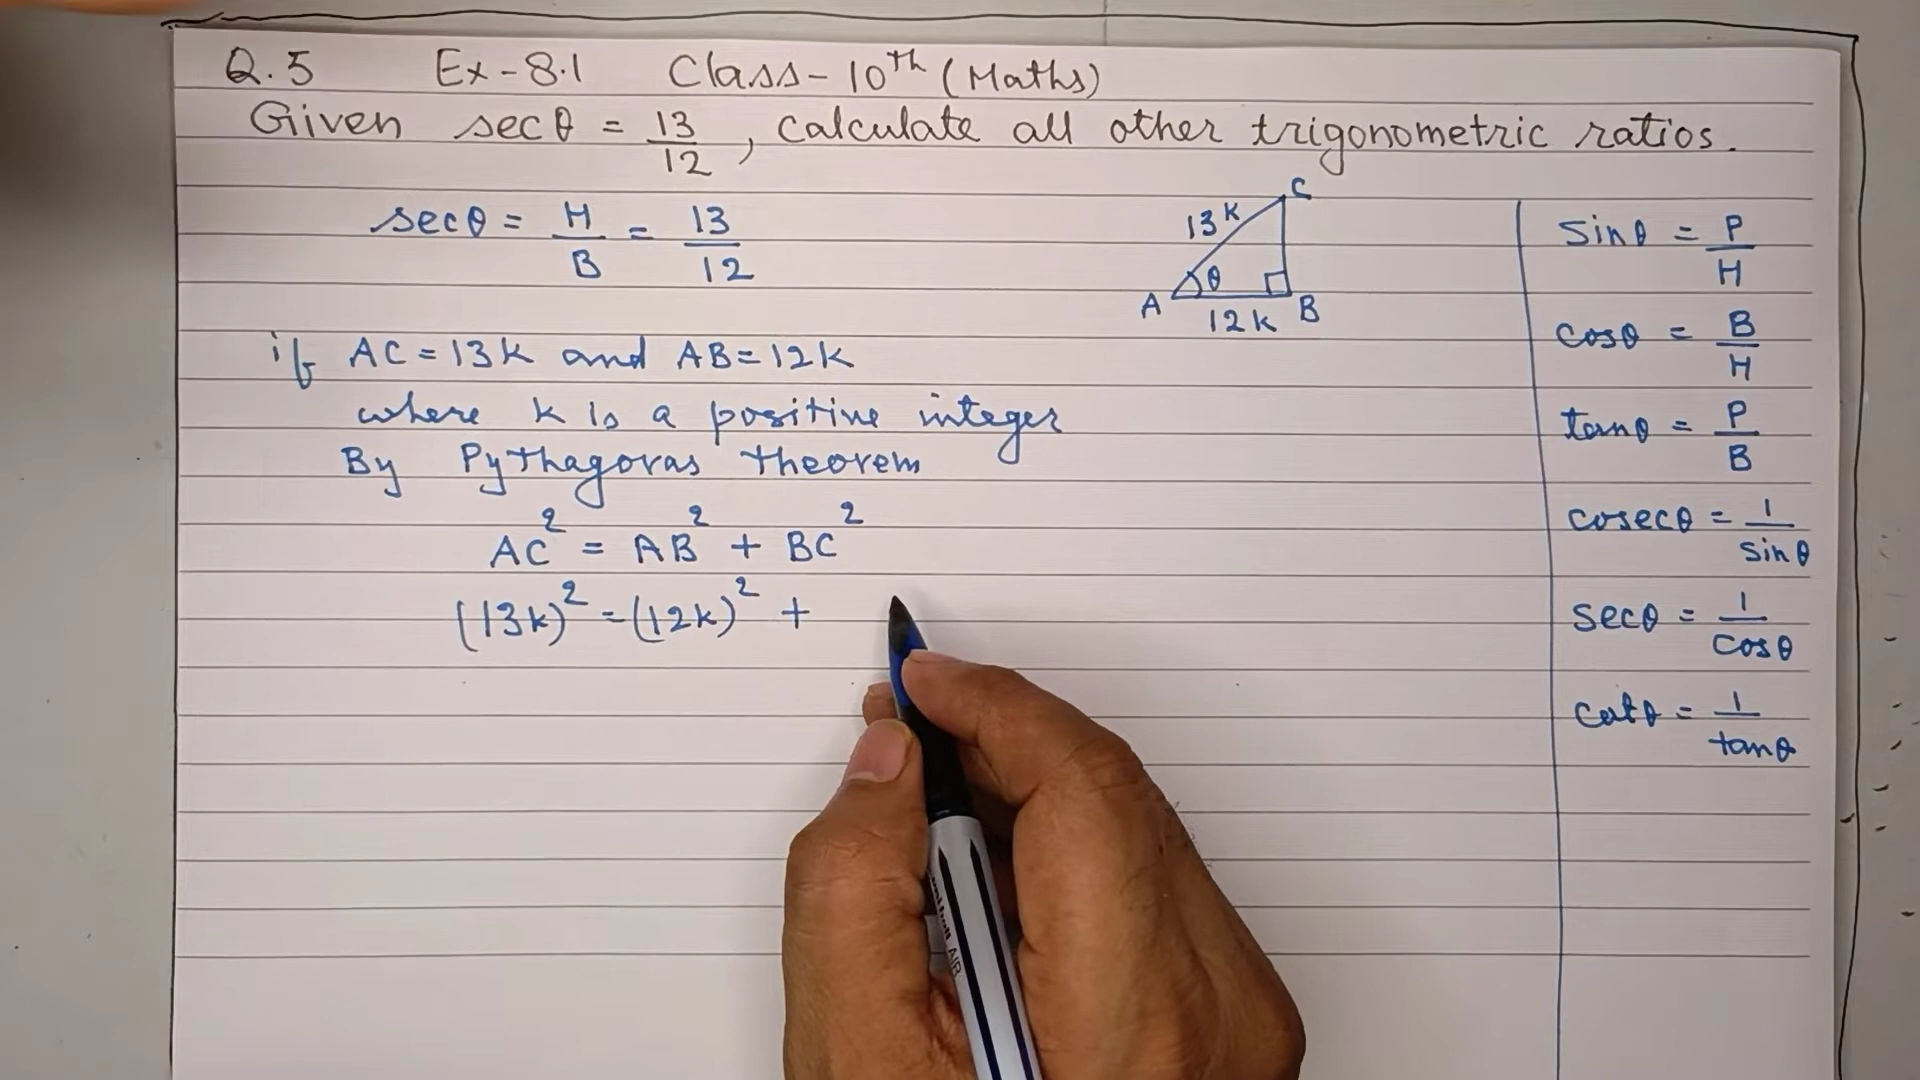 Q.5 Ex-8.1 Class-10th (Maths)
Given secθ = 13/12, calculate all other trigonometric ratios.
secθ = H/B = 13/12
if AC=13k and AB=12k
where k is a positive integer
By Pythagoras theorem
AC² = AB² + BC²
(13k)² = (12k)² +
C
13k
θ
A
12k
B
Sinθ = P/H
Cosθ = B/H
tanθ = P/B
cosecθ = 1/sinθ
secθ = 1/cosθ
cotθ = 1/tanθ
AIR